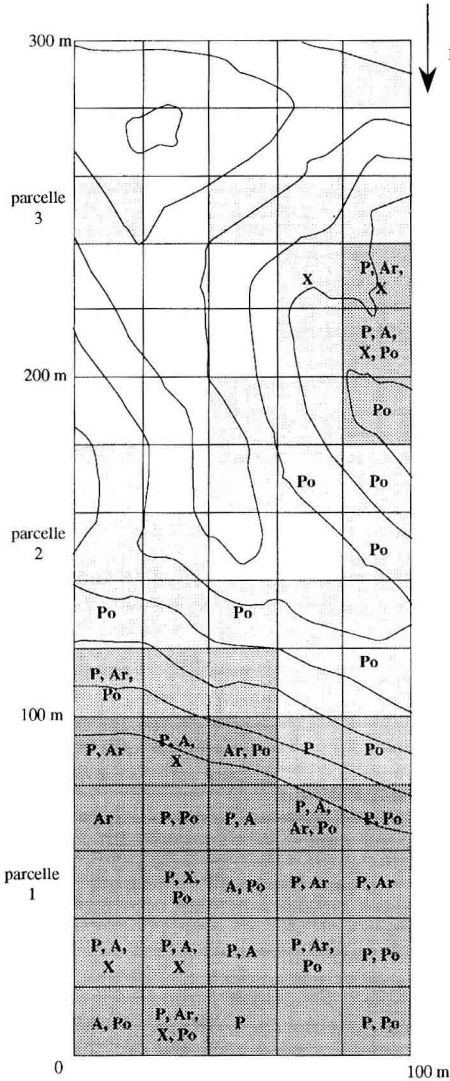 300 m
1
parcelle
3
P, Ar,
X
X
P, A,
X, Po
200 m
Po
Po
Po
Po
parcelle
2
Po
Po
Po
P, Ar,
Po
100 m
P, Ar
P, A,
X
Ar, Po
P
Po
Ar
P, Po
P, A
P, A,
Ar, Po
P, Po
parcelle
1
P, X,
Po
A, Po
P, Ar
P, Ar
P, A,
X
P, A,
X
P, A
P, Ar,
Po
P, Po
A, Po
P, Ar,
X, Po
P
P, Po
0
100 m